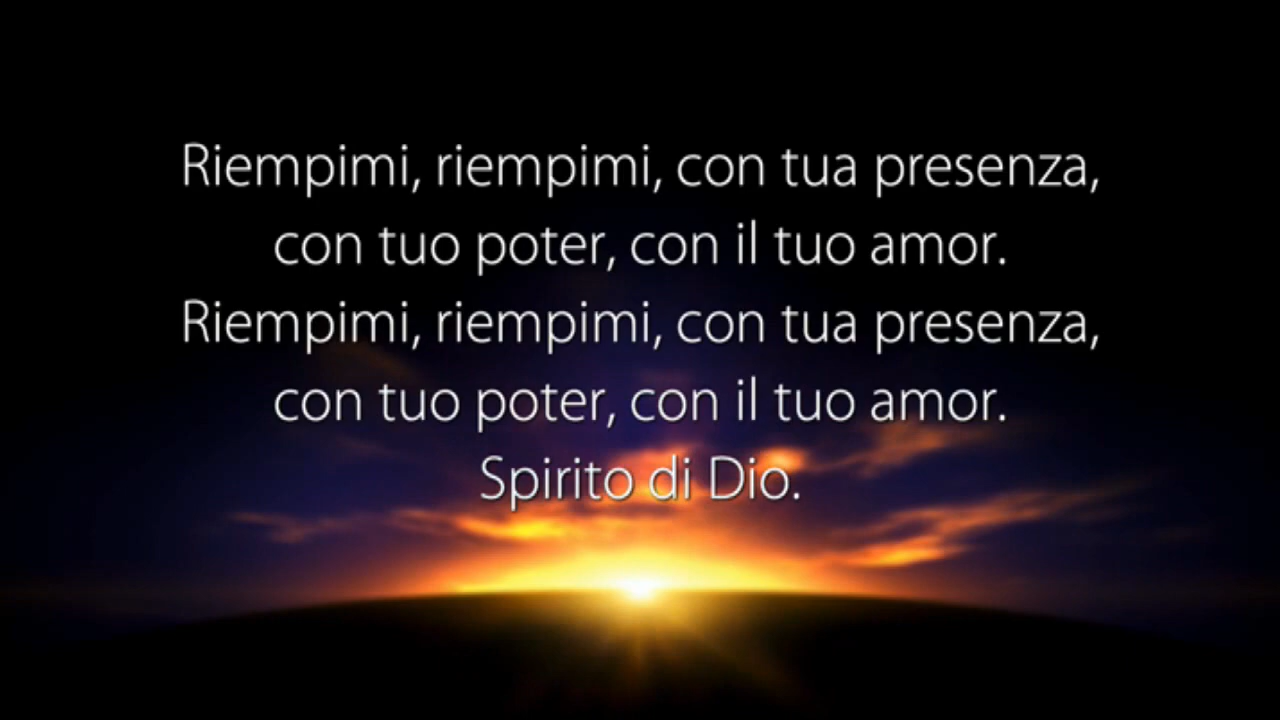 Riempimi, riempimi, con tua presenza,
con tuo poter, con il tuo amor.
Riempimi, riempimi, con tua presenza,
con tuo poter, con il tuo amor.
Spirito di Dio.